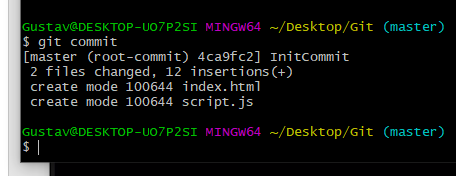 Gustav@DESKTOP-UO7P2SI MINGW64 ~/Desktop/Git (master)
$ git commit
[master (root-commit) 4ca9fc2] InitCommit
2 files changed, 12 insertions(+)
create mode 100644 index.html
create mode 100644 script.js
Gustav@DESKTOP-UO7P2SI MINGW64 ~/Desktop/Git (master)
$